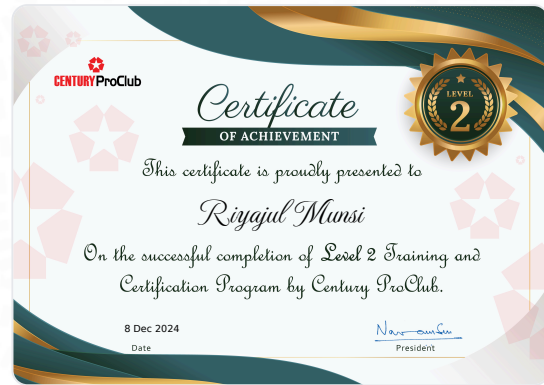 CENTURY ProClub
LEVEL
2
Certificate
OF ACHIEVEMENT
This certificate is proudly presented to
Riyajul Munsi
On the successful completion of Level 2 Training and
Certification Program by Century ProClub.
8 Dec 2024
Date
President